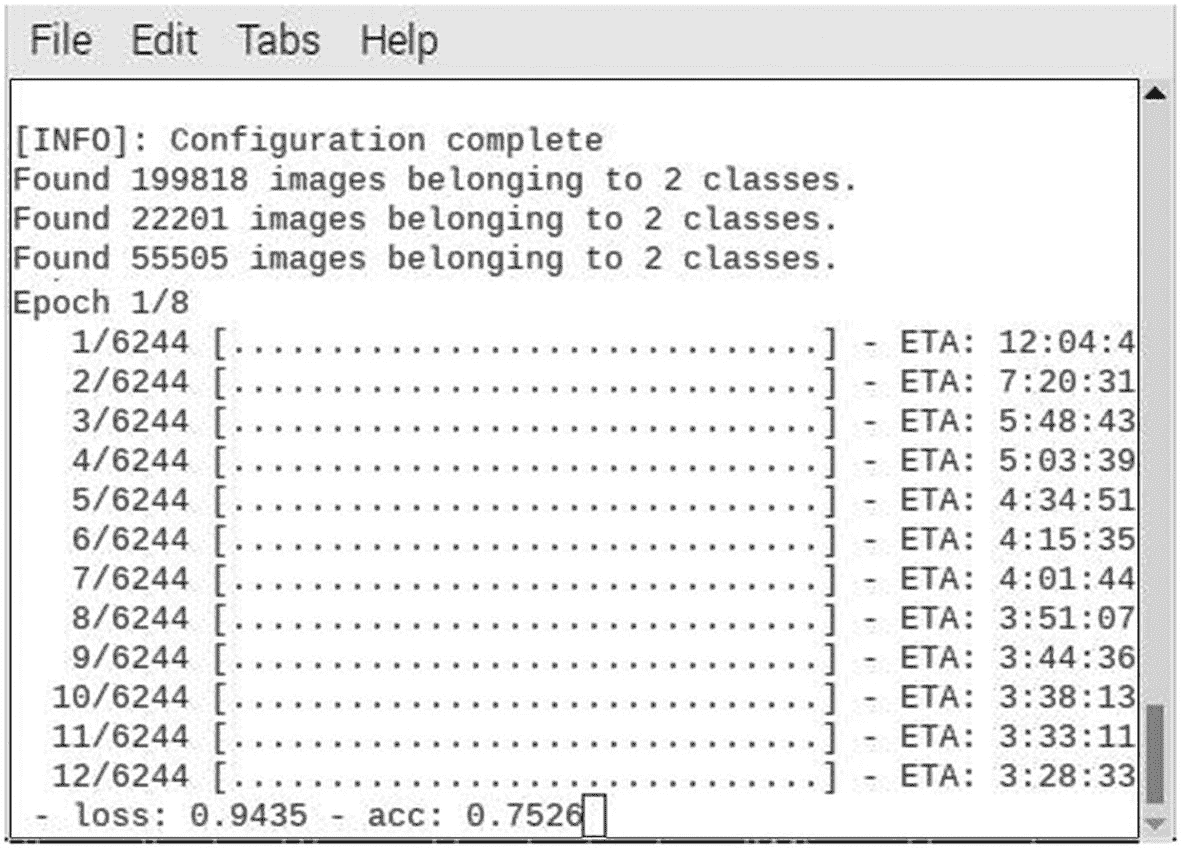 File Edit Tabs Help
[INFO]: Configuration complete
Found 199818 images belonging to 2 classes.
Found 22201 images belonging to 2 classes.
Found 55505 images belonging to 2 classes.
Epoch 1/8
1/6244 [..............................] - ETA: 12:04:4
2/6244 [..............................] - ETA: 7:20:31
3/6244 [..............................] - ETA: 5:48:43
4/6244 [..............................] - ETA: 5:03:39
5/6244 [..............................] - ETA: 4:34:51
6/6244 [..............................] - ETA: 4:15:35
7/6244 [..............................] - ETA: 4:01:44
8/6244 [..............................] - ETA: 3:51:07
9/6244 [..............................] - ETA: 3:44:36
10/6244 [..............................] - ETA: 3:38:13
11/6244 [..............................] - ETA: 3:33:11
12/6244 [..............................] - ETA: 3:28:33
- loss: 0.9435 - acc: 0.7526